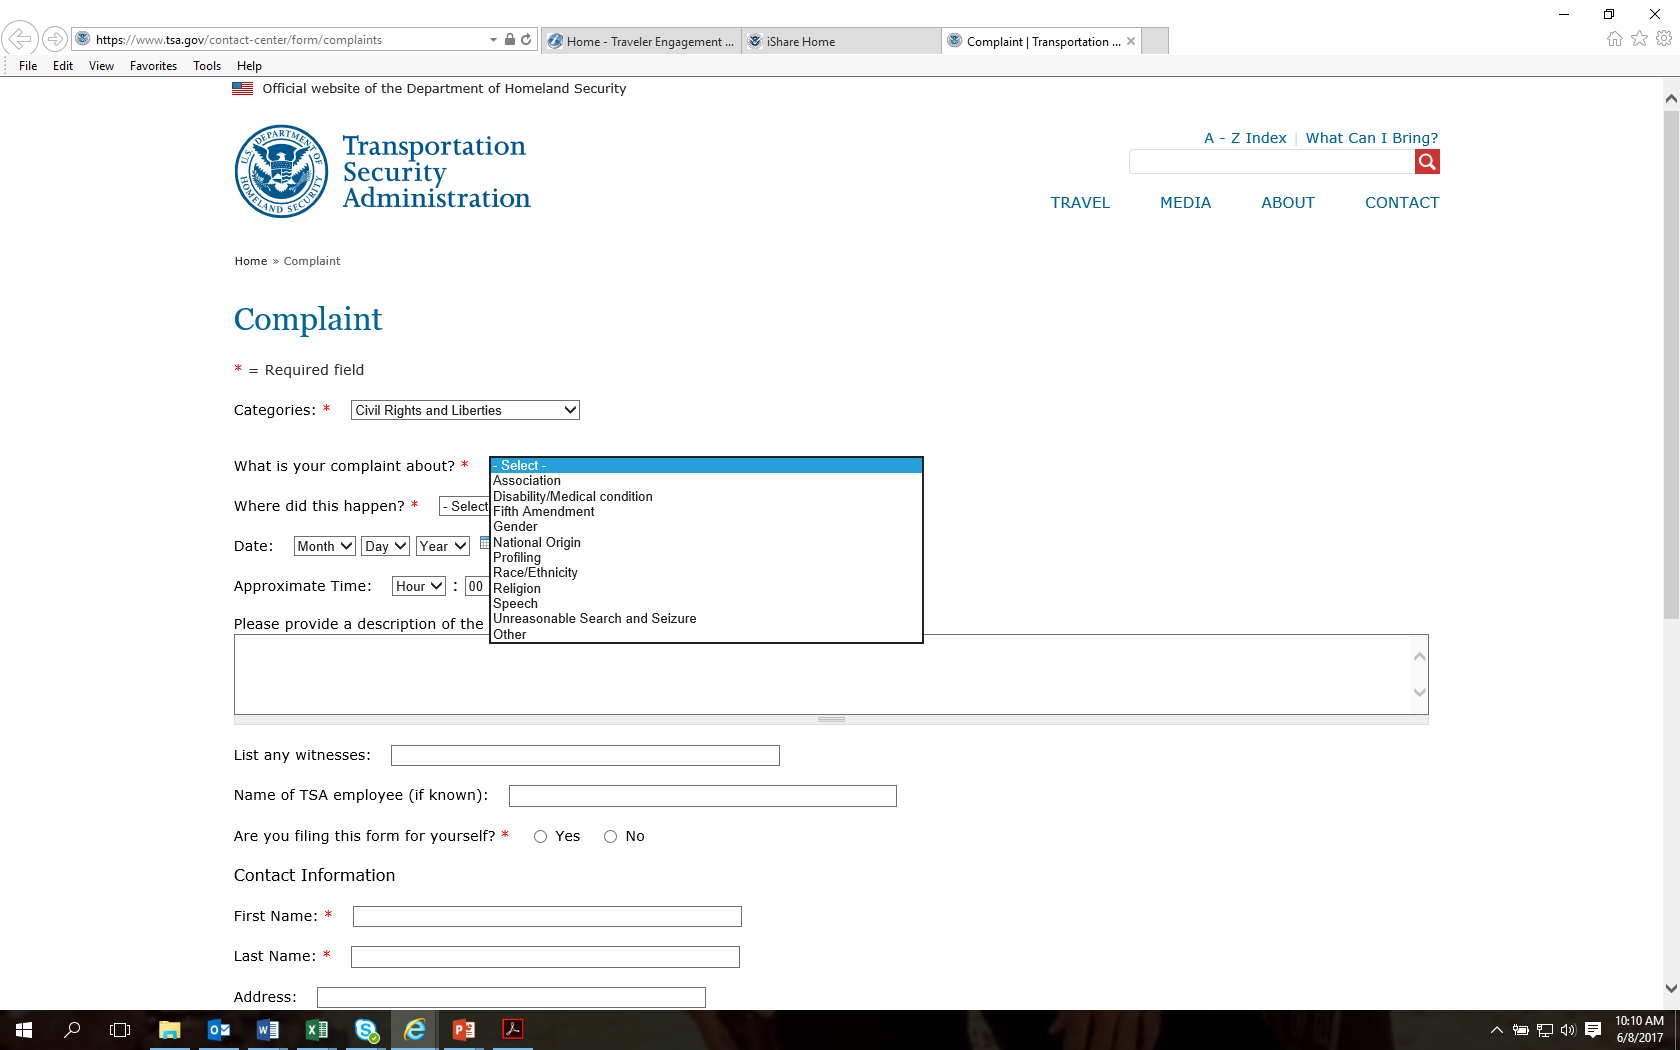 https://www.tsa.gov/contact-center/form/complaints
Home - Traveler Engagement ...
iShare Home
Complaint | Transportation ...
File Edit View Favorites Tools Help
Official website of the Department of Homeland Security
U.S. DEPARTMENT OF HOMELAND SECURITY
Transportation
Security
Administration
A - Z Index | What Can I Bring?
TRAVEL MEDIA ABOUT CONTACT
Home » Complaint
Complaint
* = Required field
Categories: * Civil Rights and Liberties
What is your complaint about? * - Select -
Association
Disability/Medical condition
Fifth Amendment
Gender
National Origin
Profiling
Race/Ethnicity
Religion
Speech
Unreasonable Search and Seizure
Other
Where did this happen? * - Select
Date: Month Day Year
Approximate Time: Hour : 00
Please provide a description of the
List any witnesses:
Name of TSA employee (if known):
Are you filing this form for yourself? * Yes No
Contact Information
First Name: *
Last Name: *
Address:
10:10 AM
6/8/2017